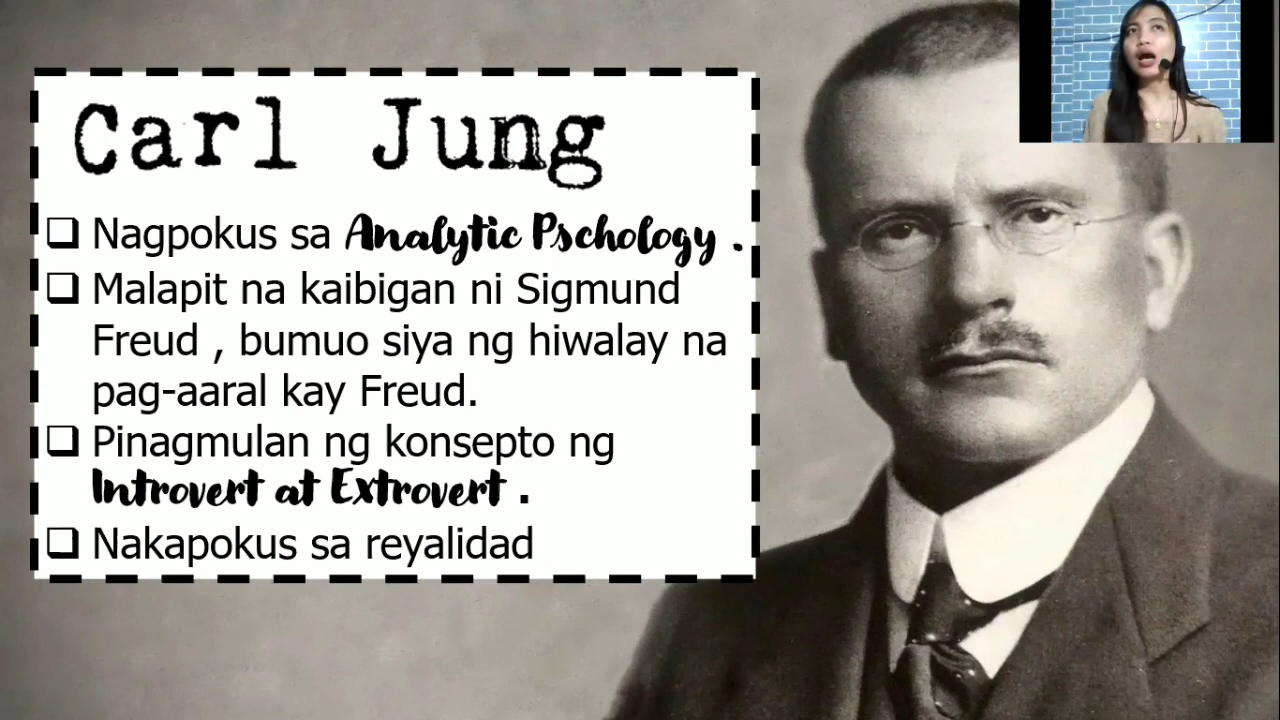 Carl Jung
Nagpokus sa Analytic Pschology .
Malapit na kaibigan ni Sigmund
Freud , bumuo siya ng hiwalay na
pag-aaral kay Freud.
Pinagmulan ng konsepto ng
Introvert at Extrovert .
Nakapokus sa reyalidad